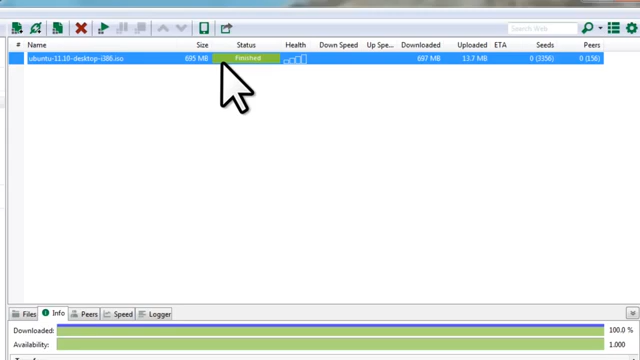 Search Web
# Name Size Status Health Down Speed Up Spe... Downloaded Uploaded ETA Seeds Peers
ubuntu-11.10-desktop-i386.iso 695 MB Finished 697 MB 13.7 MB 0 (3356) 0 (156)
Files Info Peers Speed Logger
Downloaded: 100.0 %
Availability: 1.000